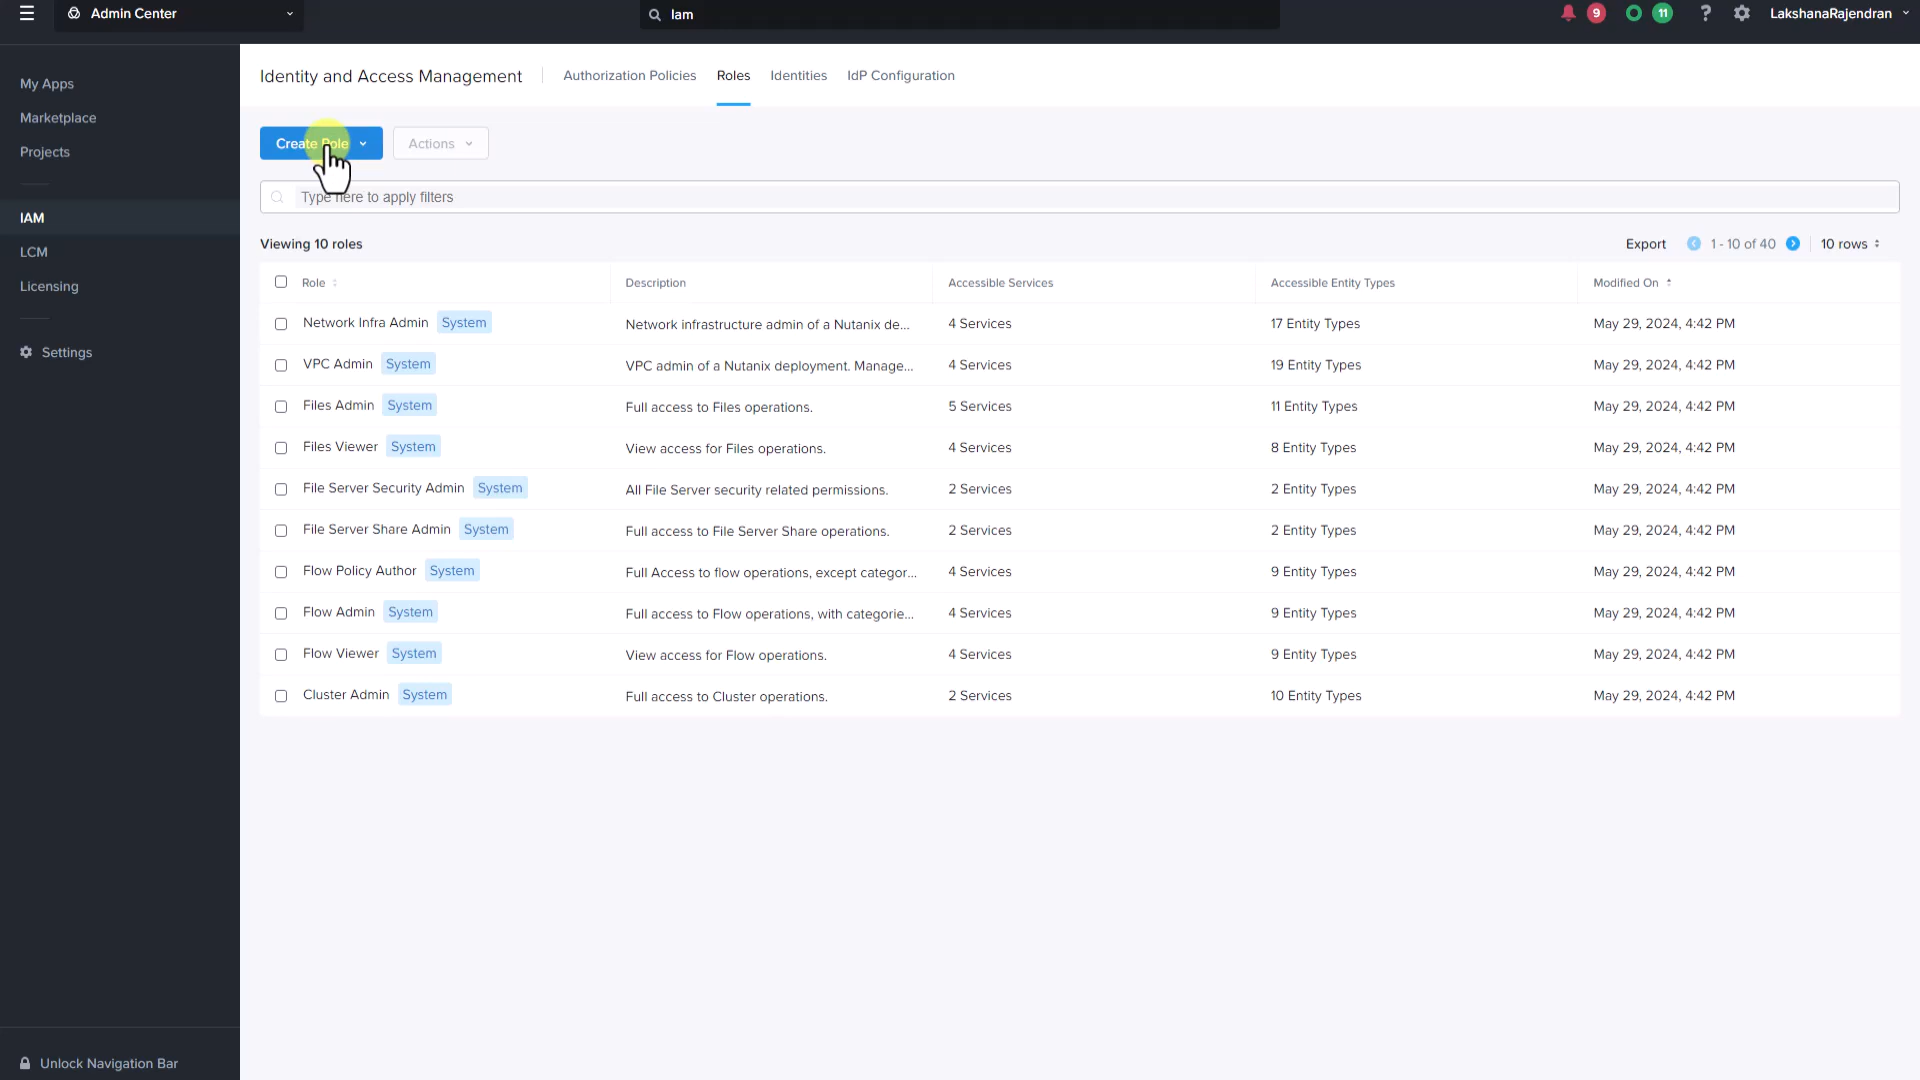 Admin Center
Iam
9
11
?
LakshanaRajendran
My Apps
Marketplace
Projects
IAM
LCM
Licensing
Settings
Unlock Navigation Bar
Identity and Access Management
Authorization Policies
Roles
Identities
IdP Configuration
Create Role
Actions
Type here to apply filters
Viewing 10 roles
Export
1 - 10 of 40
10 rows
Role
Description
Accessible Services
Accessible Entity Types
Modified On
Network Infra Admin System Network infrastructure admin of a Nutanix de... 4 Services 17 Entity Types May 29, 2024, 4:42 PM
VPC Admin System VPC admin of a Nutanix deployment. Manage... 4 Services 19 Entity Types May 29, 2024, 4:42 PM
Files Admin System Full access to Files operations. 5 Services 11 Entity Types May 29, 2024, 4:42 PM
Files Viewer System View access for Files operations. 4 Services 8 Entity Types May 29, 2024, 4:42 PM
File Server Security Admin System All File Server security related permissions. 2 Services 2 Entity Types May 29, 2024, 4:42 PM
File Server Share Admin System Full access to File Server Share operations. 2 Services 2 Entity Types May 29, 2024, 4:42 PM
Flow Policy Author System Full Access to flow operations, except categor... 4 Services 9 Entity Types May 29, 2024, 4:42 PM
Flow Admin System Full access to Flow operations, with categorie... 4 Services 9 Entity Types May 29, 2024, 4:42 PM
Flow Viewer System View access for Flow operations. 4 Services 9 Entity Types May 29, 2024, 4:42 PM
Cluster Admin System Full access to Cluster operations. 2 Services 10 Entity Types May 29, 2024, 4:42 PM